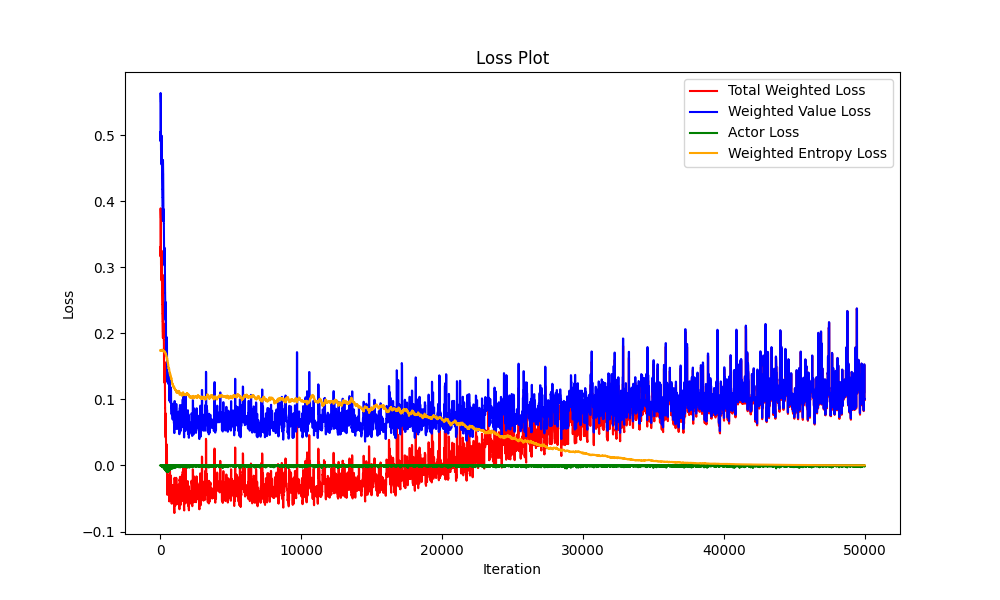 Loss Plot
Total Weighted Loss
Weighted Value Loss
Actor Loss
Weighted Entropy Loss
Loss
0.5
0.4
0.3
0.2
0.1
0.0
−0.1
0
10000
20000
30000
40000
50000
Iteration